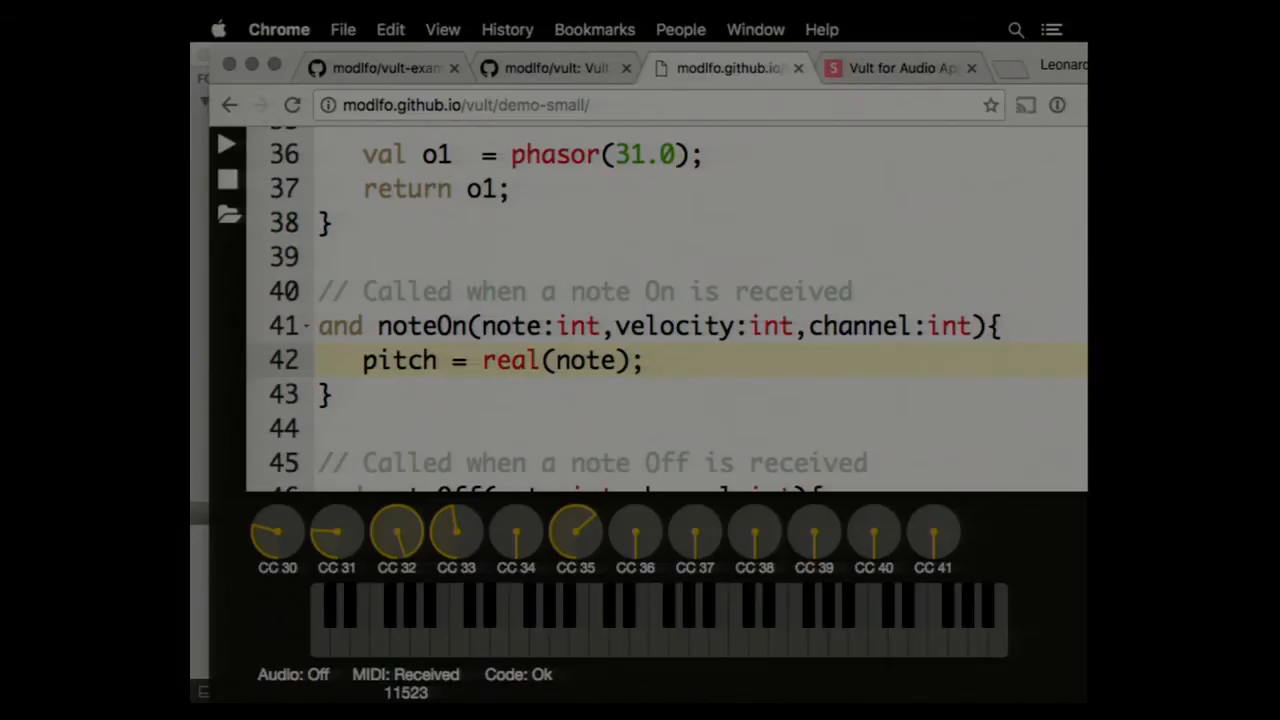 Chrome File Edit View History Bookmarks People Window Help
modlfo/vult-exam modlfo/vult: Vult modlfo.github.io/ Vult for Audio Ap Leonard
modlfo.github.io/vult/demo-small/
36 val o1 = phasor(31.0);
37 return o1;
38 }
39
40 // Called when a note On is received
41 and noteOn(note:int,velocity:int,channel:int){
42 pitch = real(note);
43 }
44
45 // Called when a note Off is received
CC 30 CC 31 CC 32 CC 33 CC 34 CC 35 CC 36 CC 37 CC 38 CC 39 CC 40 CC 41
Audio: Off MIDI: Received Code: Ok
11523